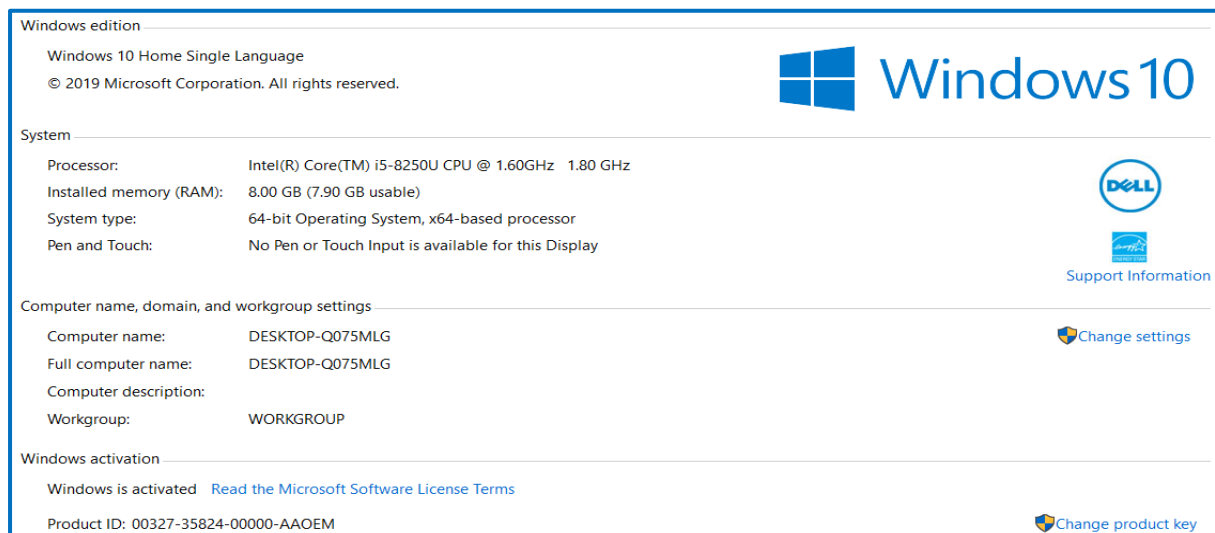 Windows edition
Windows 10 Home Single Language
© 2019 Microsoft Corporation. All rights reserved.
Windows 10
System
Processor: Intel(R) Core(TM) i5-8250U CPU @ 1.60GHz 1.80 GHz
Installed memory (RAM): 8.00 GB (7.90 GB usable)
System type: 64-bit Operating System, x64-based processor
Pen and Touch: No Pen or Touch Input is available for this Display
DELL
ENERGY STAR
Support Information
Computer name, domain, and workgroup settings
Computer name: DESKTOP-Q075MLG
Change settings
Full computer name: DESKTOP-Q075MLG
Computer description:
Workgroup: WORKGROUP
Windows activation
Windows is activated Read the Microsoft Software License Terms
Product ID: 00327-35824-00000-AAOEM
Change product key